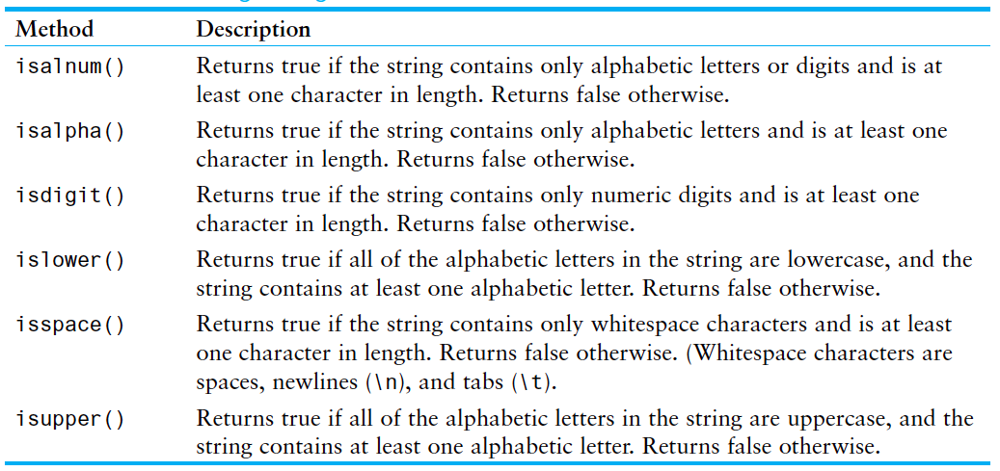 Method Description
isalnum() Returns true if the string contains only alphabetic letters or digits and is at
least one character in length. Returns false otherwise.
isalpha() Returns true if the string contains only alphabetic letters and is at least one
character in length. Returns false otherwise.
isdigit() Returns true if the string contains only numeric digits and is at least one
character in length. Returns false otherwise.
islower() Returns true if all of the alphabetic letters in the string are lowercase, and the
string contains at least one alphabetic letter. Returns false otherwise.
isspace() Returns true if the string contains only whitespace characters and is at least
one character in length. Returns false otherwise. (Whitespace characters are
spaces, newlines (\n), and tabs (\t).
isupper() Returns true if all of the alphabetic letters in the string are uppercase, and the
string contains at least one alphabetic letter. Returns false otherwise.